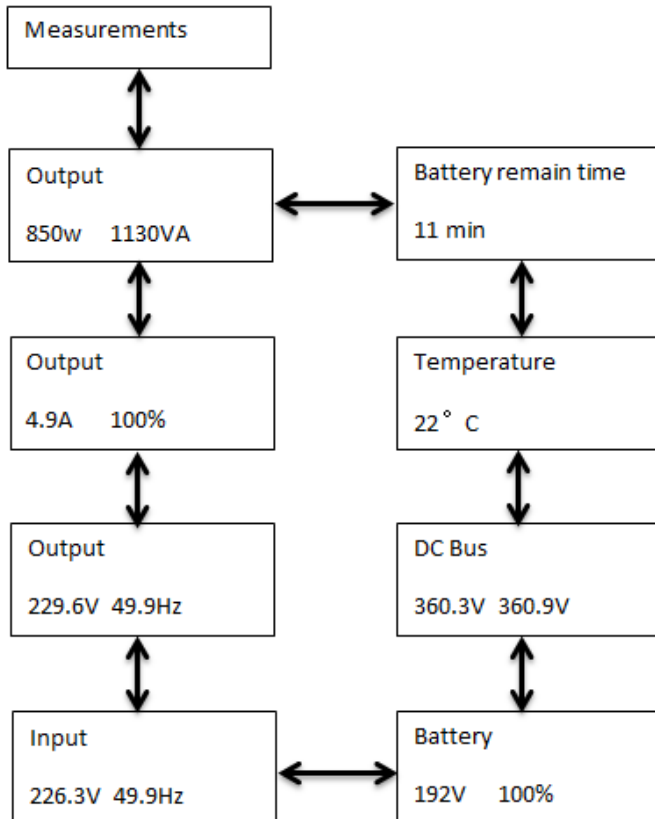 Measurements
Output
850w 1130VA
Battery remain time
11 min
Output
4.9A 100%
Temperature
22° C
Output
229.6V 49.9Hz
DC Bus
360.3V 360.9V
Input
226.3V 49.9Hz
Battery
192V 100%